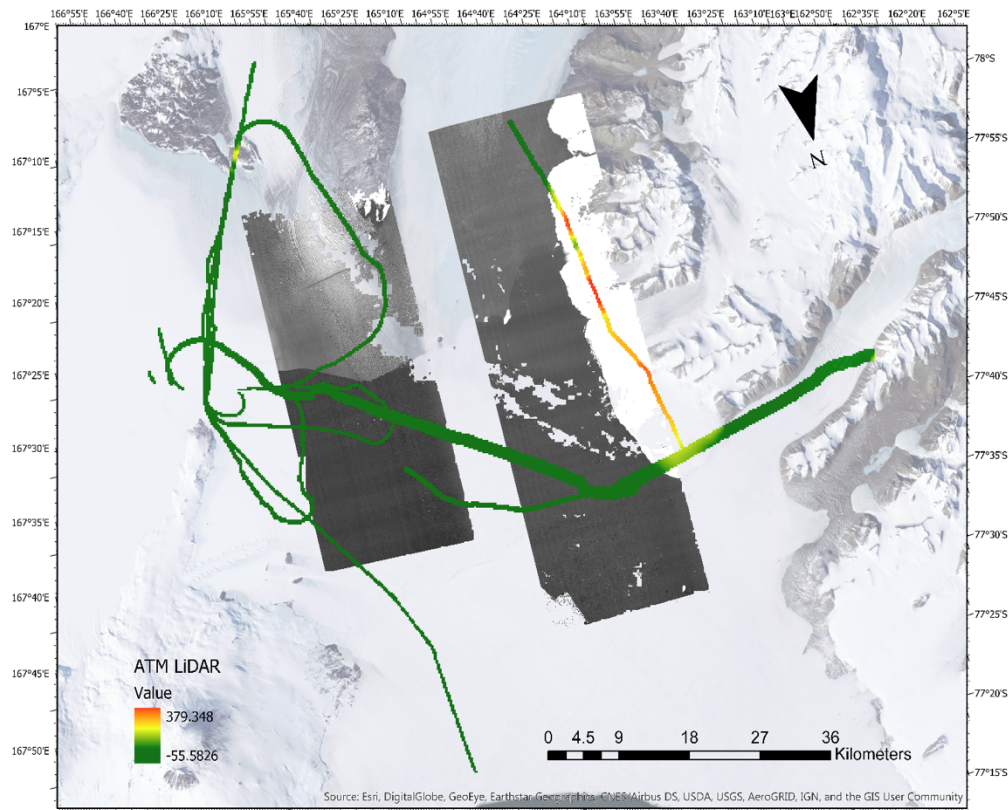 166°55'E 166°40'E 166°25'E 166°10'E 165°55'E 165°40'E 165°25'E 165°10'E 164°55'E 164°40'E 164°25'E 164°10'E 163°55'E 163°40'E 163°25'E 163°10'E 163°E 162°50'E 162°35'E 162°20'E 162°5'E
167°E
78°S
167°5'E
77°55'S
167°10'E
N
77°50'S
167°15'E
77°45'S
167°20'E
167°25'E
77°40'S
167°30'E
77°35'S
167°35'E
77°30'S
167°40'E
77°25'S
167°45'E
77°20'S
167°50'E
77°15'S
ATM LiDAR
Value
379.348
-55.5826
0 4.5 9 18 27 36
Kilometers
Source: Esri, DigitalGlobe, GeoEye, Earthstar Geographics, CNES/Airbus DS, USDA, USGS, AeroGRID, IGN, and the GIS User Community